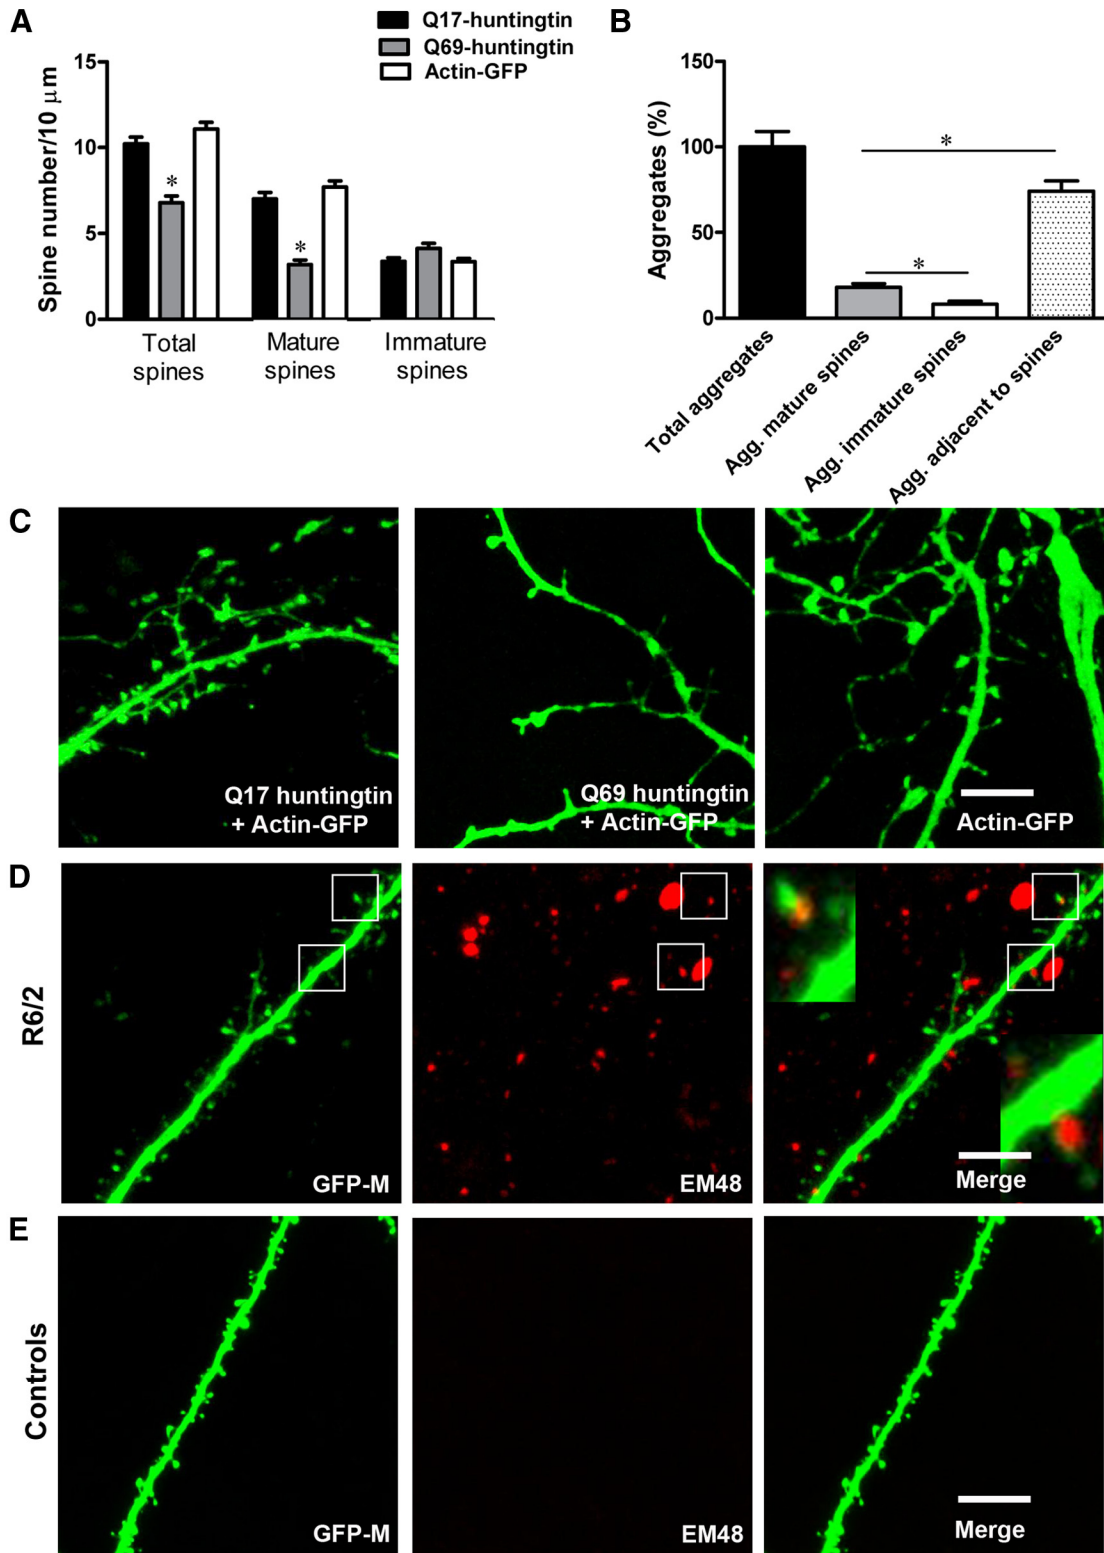 A
Q17-huntingtin
Q69-huntingtin
Actin-GFP
Spine number/10 µm
15
10
5
0
*
*
Total
spines
Mature
spines
Immature
spines
B
Aggregates (%)
150
100
50
0
*
*
Total aggregates
Agg. mature spines
Agg. immature spines
Agg. adjacent to spines
C
Q17 huntingtin
+ Actin-GFP
Q69 huntingtin
+ Actin-GFP
Actin-GFP
D
R6/2
GFP-M
EM48
Merge
E
Controls
GFP-M
EM48
Merge